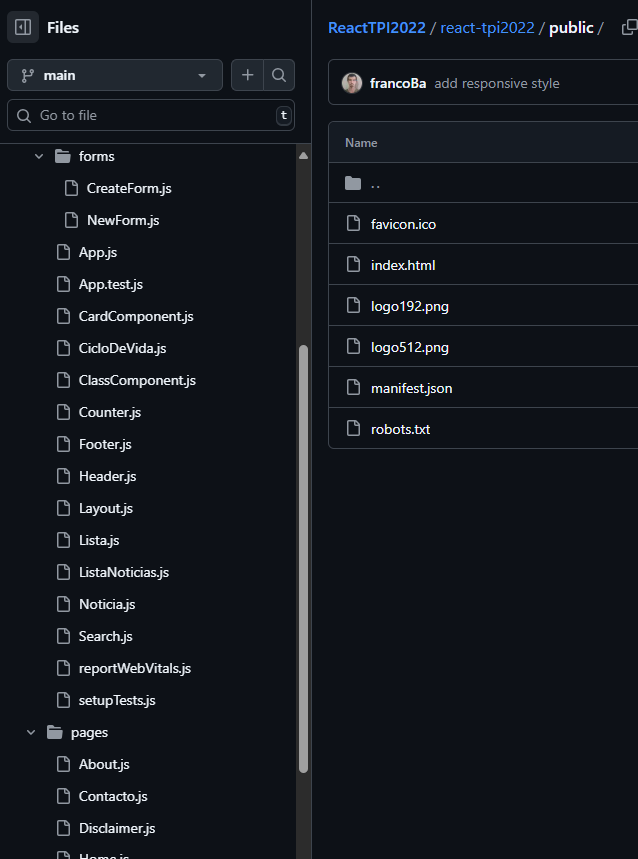 Files
main
Go to file
t
forms
CreateForm.js
NewForm.js
App.js
App.test.js
CardComponent.js
CicloDeVida.js
ClassComponent.js
Counter.js
Footer.js
Header.js
Layout.js
Lista.js
ListaNoticias.js
Noticia.js
Search.js
reportWebVitals.js
setupTests.js
pages
About.js
Contacto.js
Disclaimer.js
Home.js
ReactTPI2022 / react-tpi2022 / public /
francoBa add responsive style
Name
..
favicon.ico
index.html
logo192.png
logo512.png
manifest.json
robots.txt